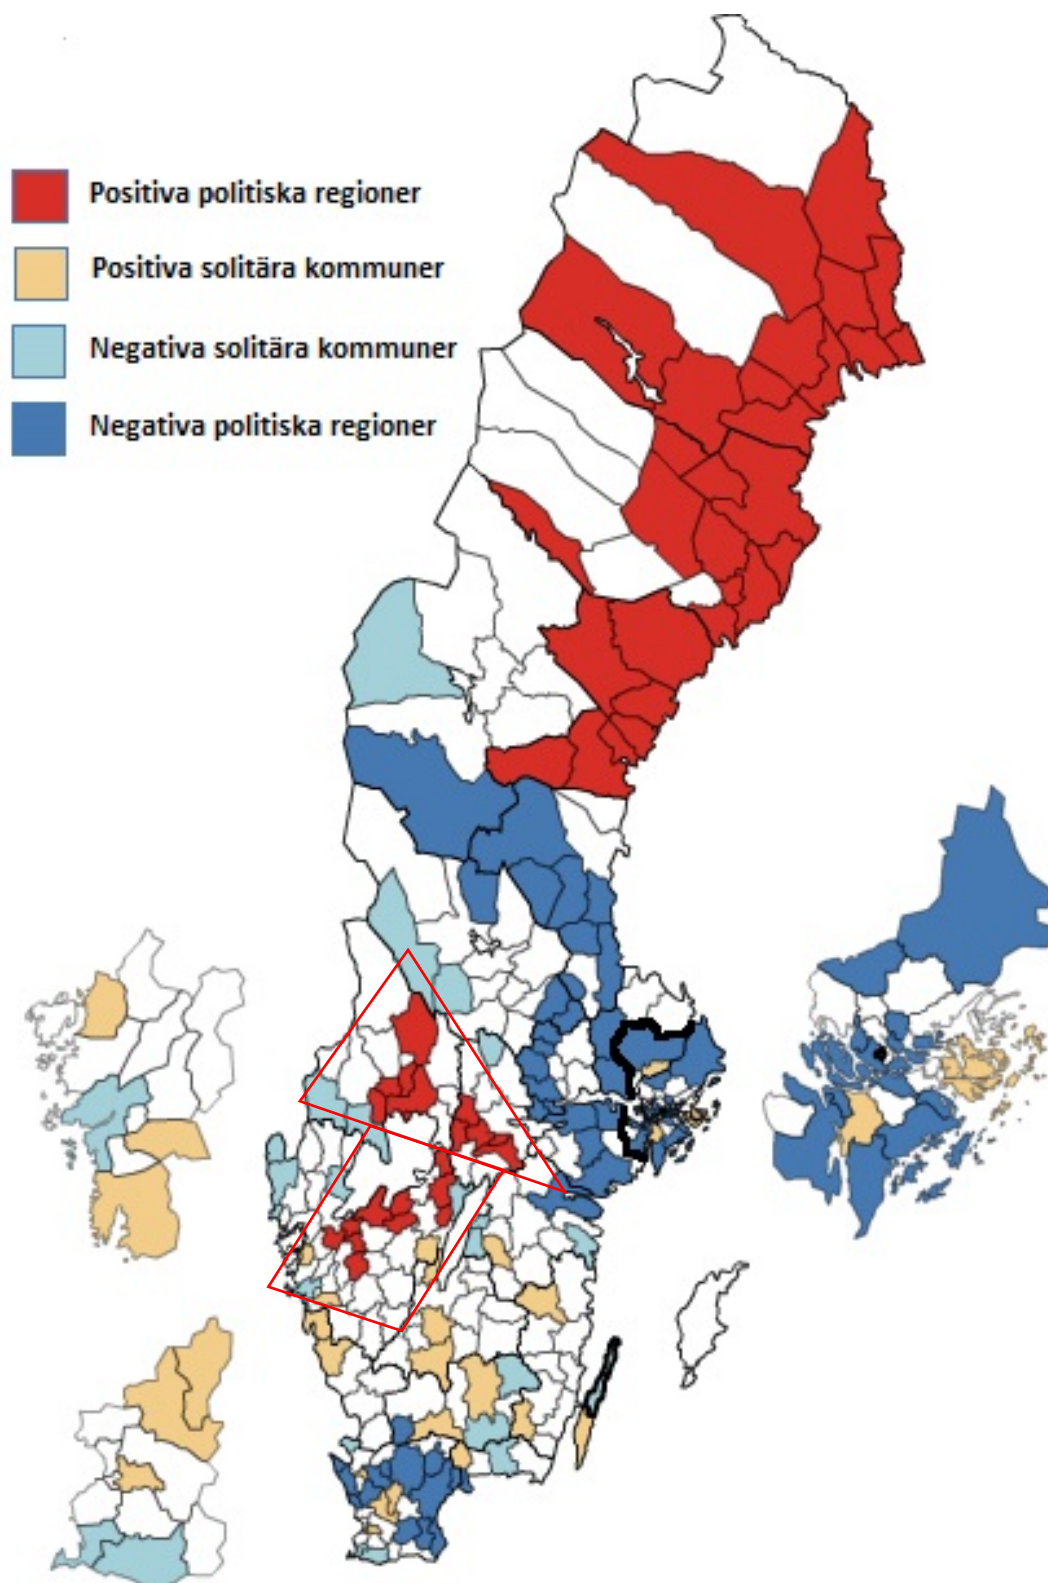 Positiva politiska regioner
Positiva solitära kommuner
Negativa solitära kommuner
Negativa politiska regioner